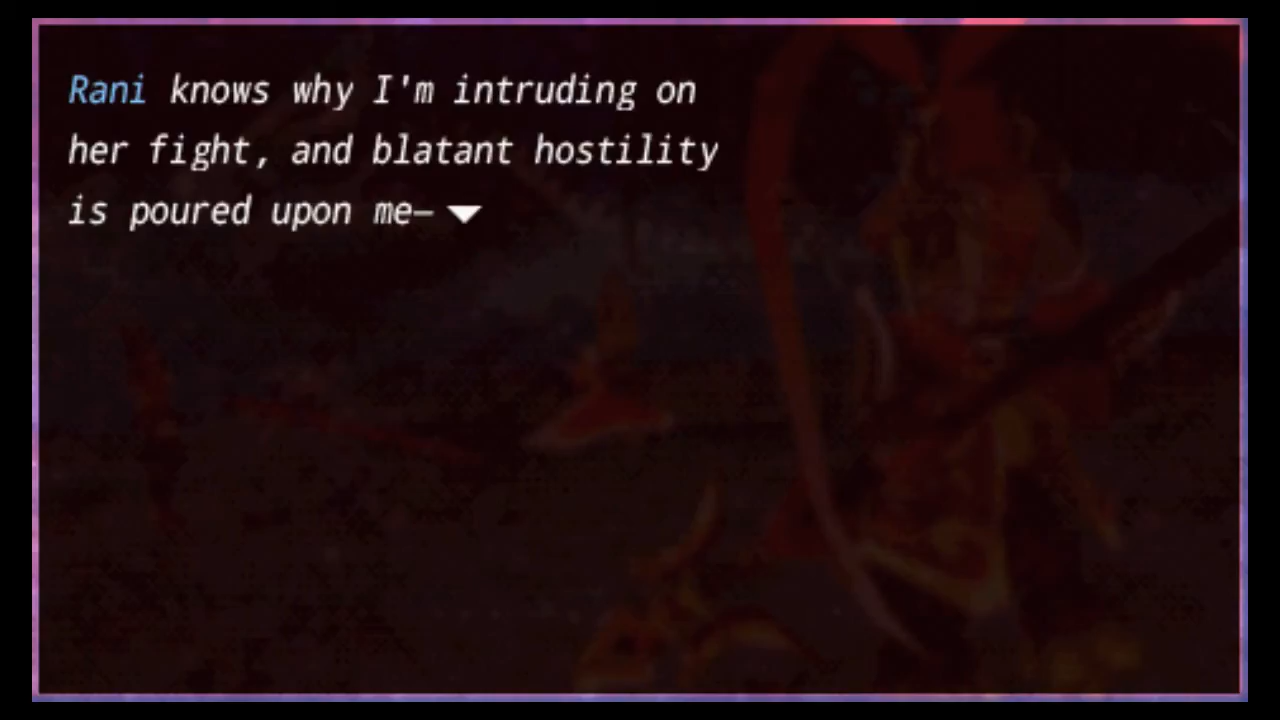 Rani knows why I'm intruding on
her fight, and blatant hostility
is poured upon me—